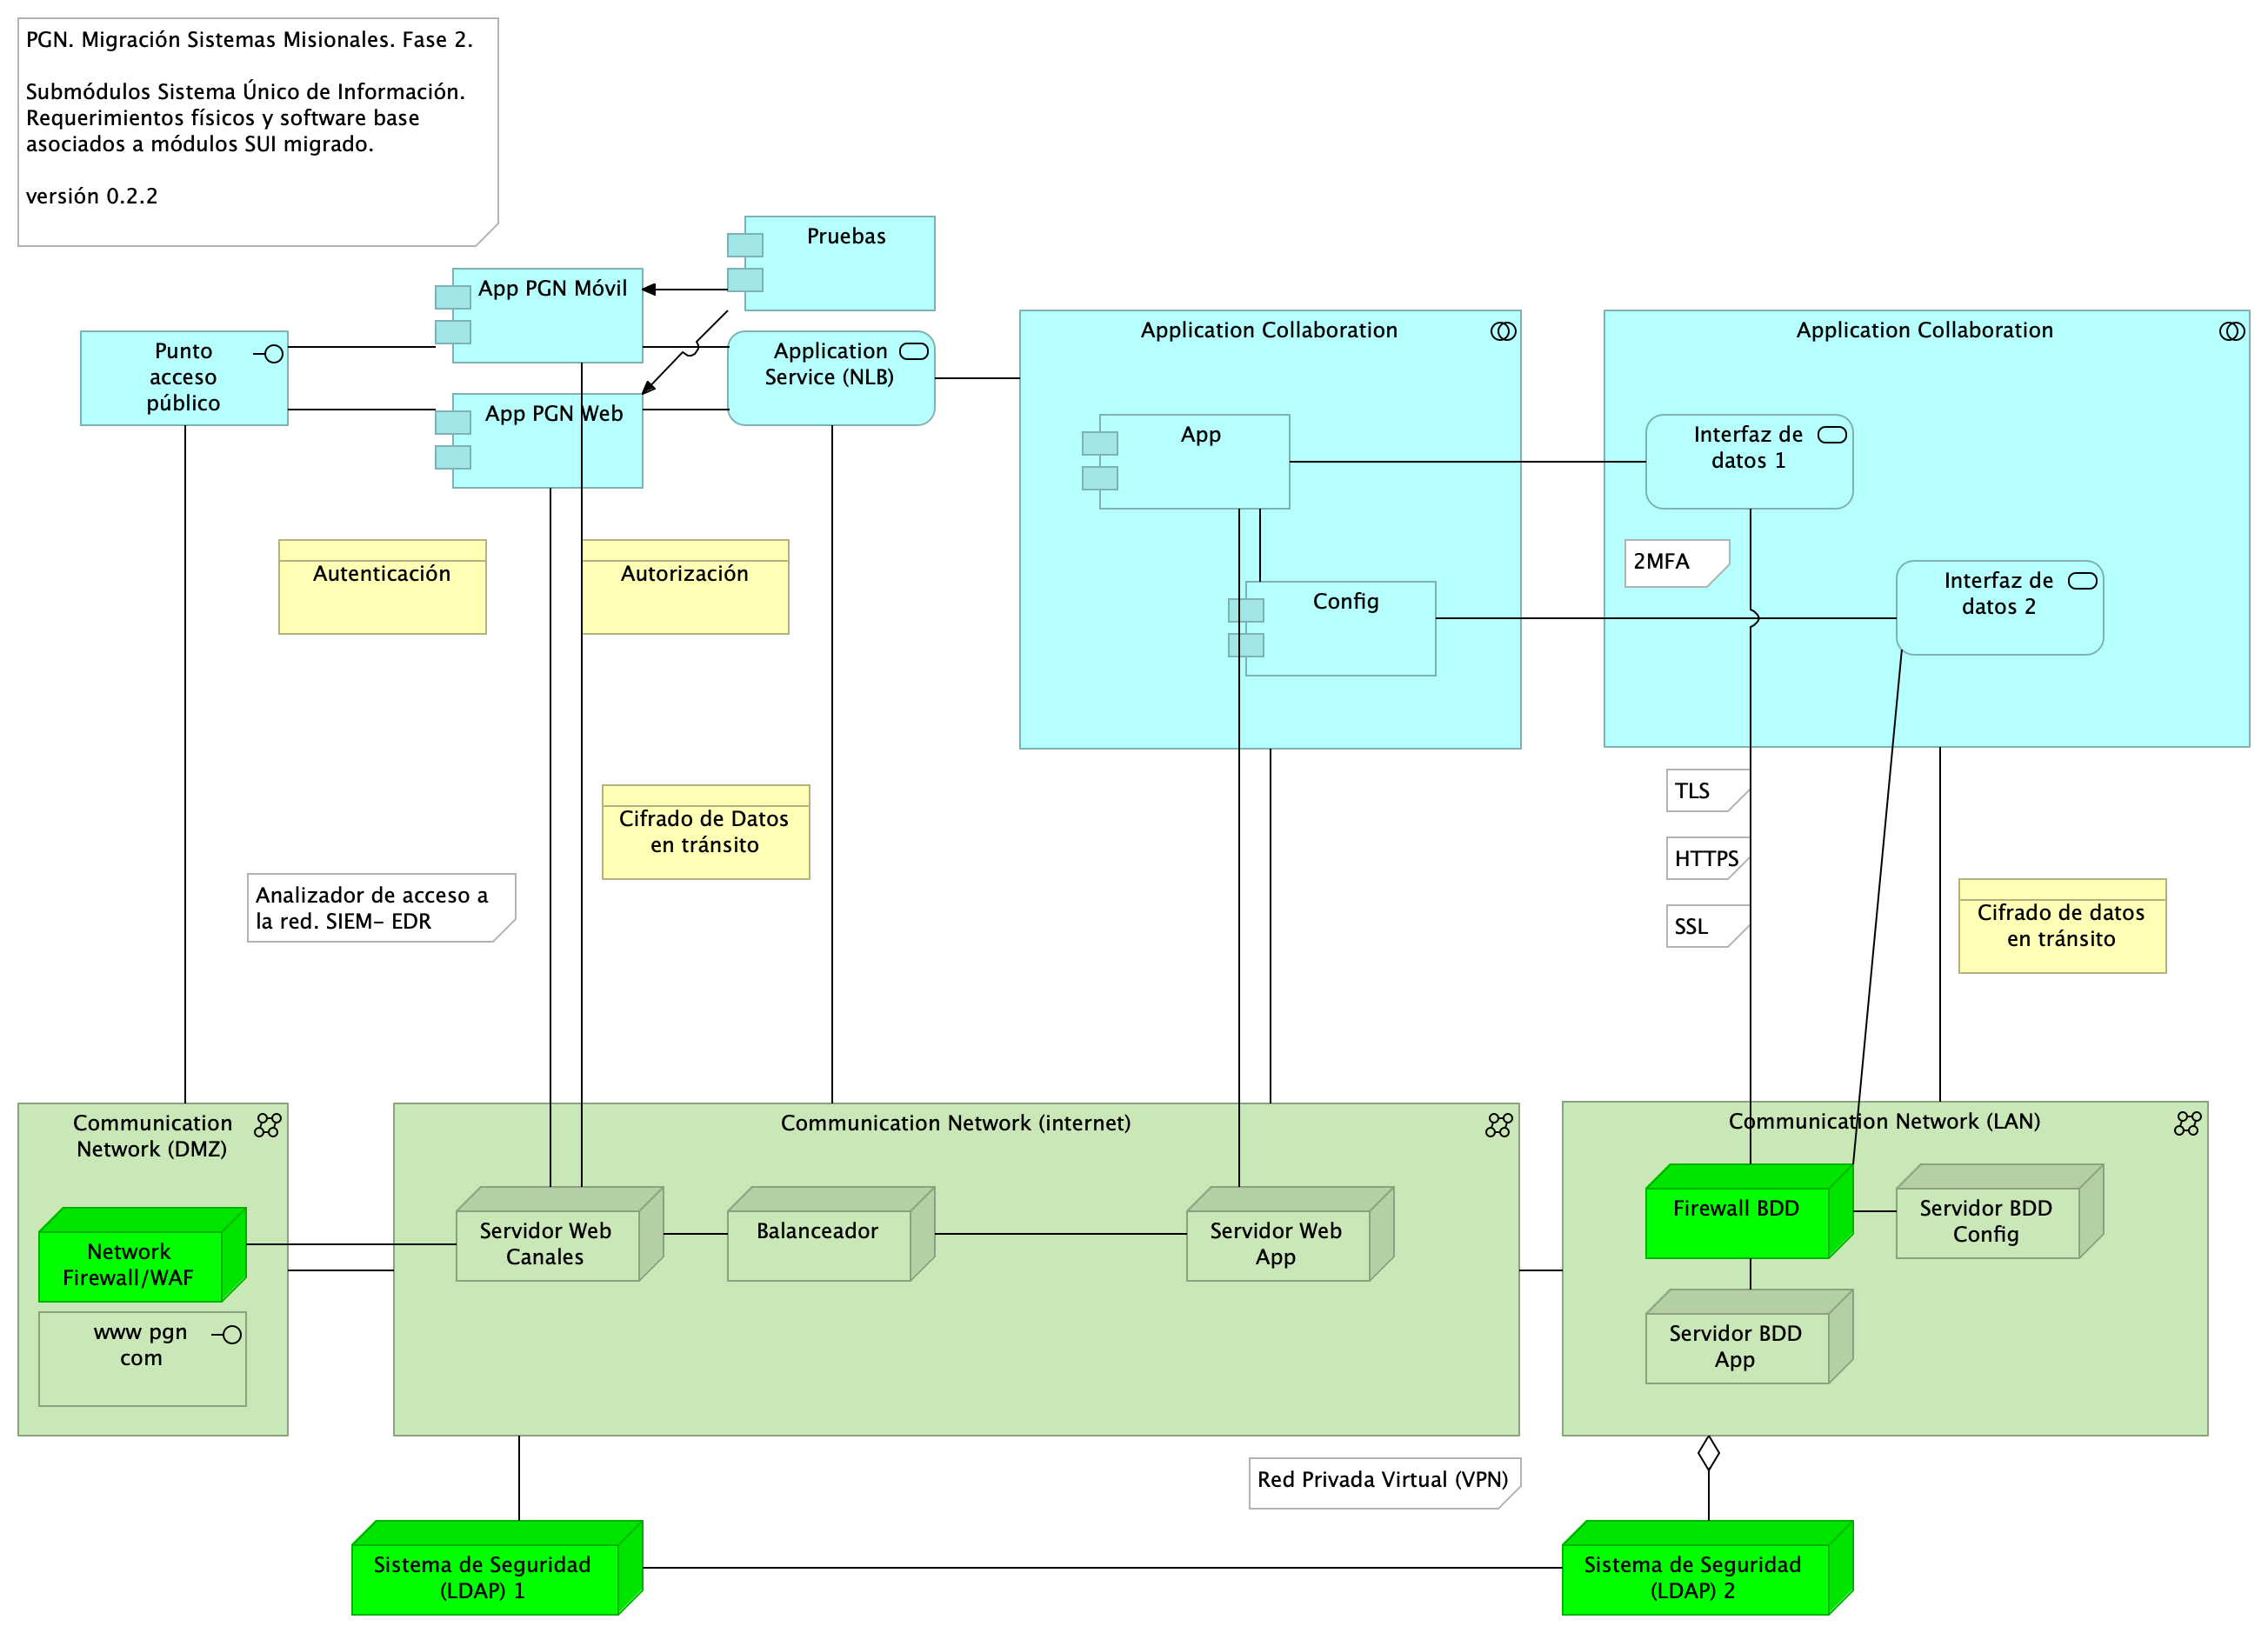 PGN. Migración Sistemas Misionales. Fase 2.
Submódulos Sistema Único de Información.
Requerimientos físicos y software base
asociados a módulos SUI migrado.
versión 0.2.2
Pruebas
App PGN Móvil
Punto
acceso
público
Application
Service (NLB)
App PGN Web
Application Collaboration
App
Config
Application Collaboration
Interfaz de
datos 1
2MFA
Interfaz de
datos 2
Autenticación
Autorización
Cifrado de Datos
en tránsito
Analizador de acceso a
la red. SIEM- EDR
TLS
HTTPS
SSL
Cifrado de datos
en tránsito
Communication
Network (DMZ)
Network
Firewall/WAF
www pgn
com
Communication Network (internet)
Servidor Web
Canales
Balanceador
Servidor Web
App
Communication Network (LAN)
Firewall BDD
Servidor BDD
Config
Servidor BDD
App
Red Privada Virtual (VPN)
Sistema de Seguridad
(LDAP) 1
Sistema de Seguridad
(LDAP) 2